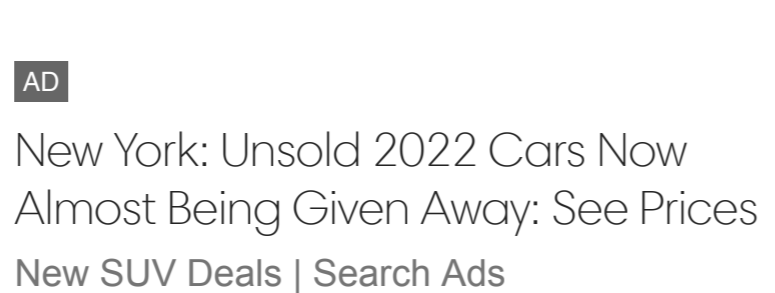 AD
New York: Unsold 2022 Cars Now
Almost Being Given Away: See Prices
New SUV Deals | Search Ads